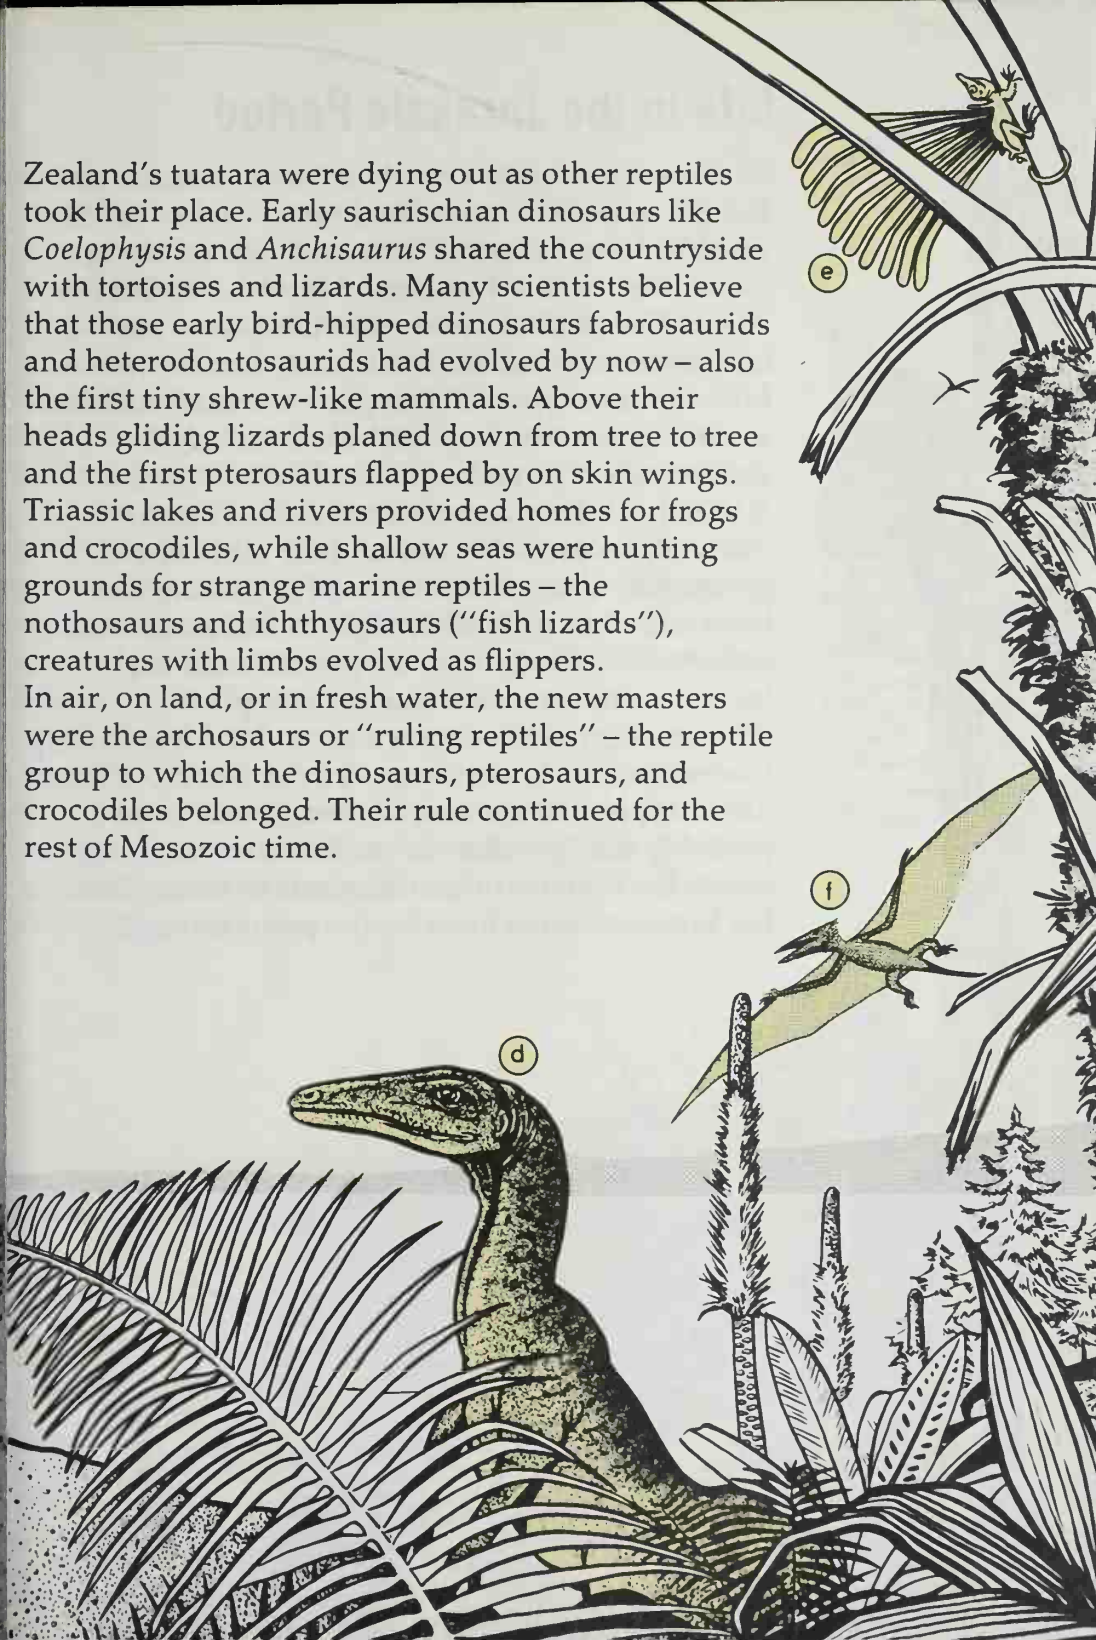 Zealand's tuatara were dying out as other reptiles
took their place. Early saurischian dinosaurs like
Coelophysis and Anchisaurus shared the countryside
with tortoises and lizards. Many scientists believe
that those early bird-hipped dinosaurs fabrosaurids
and heterodontosaurids had evolved by now – also
the first tiny shrew-like mammals. Above their
heads gliding lizards planed down from tree to tree
and the first pterosaurs flapped by on skin wings.
Triassic lakes and rivers provided homes for frogs
and crocodiles, while shallow seas were hunting
grounds for strange marine reptiles – the
nothosaurs and ichthyosaurs ("fish lizards"),
creatures with limbs evolved as flippers.
In air, on land, or in fresh water, the new masters
were the archosaurs or "ruling reptiles" – the reptile
group to which the dinosaurs, pterosaurs, and
crocodiles belonged. Their rule continued for the
rest of Mesozoic time.
e
f
d